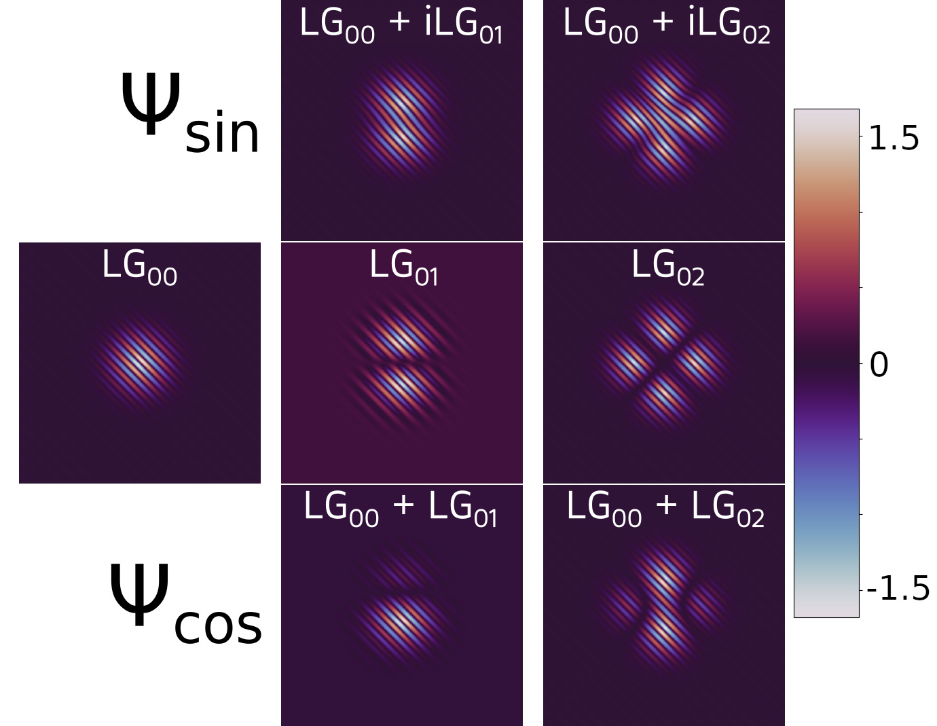 LG₀₀ + iLG₀₁
LG₀₀ + iLG₀₂
Ψsin
1.5
LG₀₀
LG₀₁
LG₀₂
0
LG₀₀ + LG₀₁
LG₀₀ + LG₀₂
Ψcos
-1.5